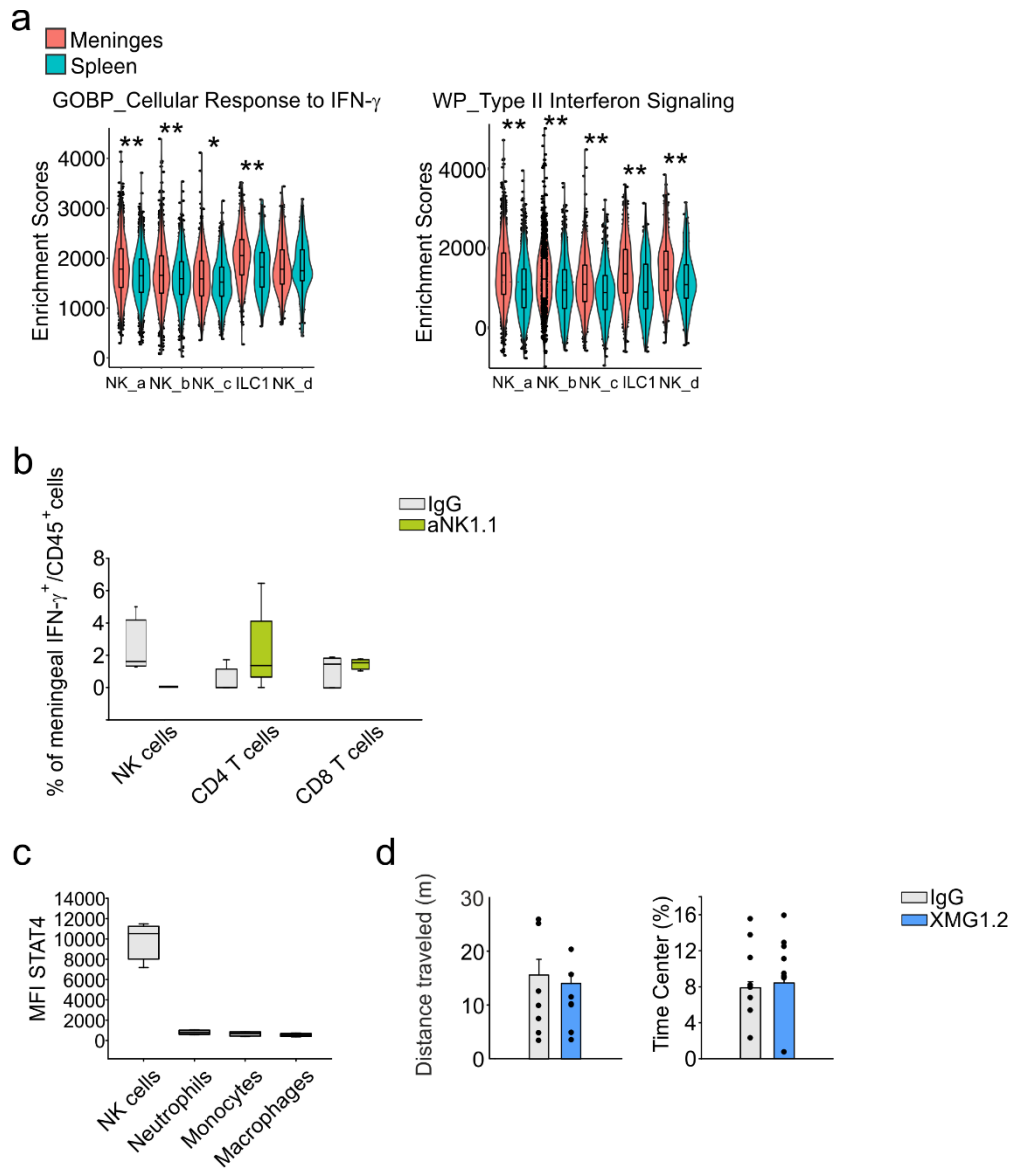 a
Meninges
Spleen
GOBP_Cellular Response to IFN-γ
WP_Type II Interferon Signaling
Enrichment Scores
4000
3000
2000
1000
0
** ** * **
NK_a NK_b NK_c ILC1 NK_d
Enrichment Scores
4000
2000
0
** ** ** ** **
NK_a NK_b NK_c ILC1 NK_d
b
IgG
aNK1.1
% of meningeal IFN-γ+/CD45+cells
8
6
4
2
0
NK cells
CD4 T cells
CD8 T cells
c
MFI STAT4
14000
12000
10000
8000
6000
4000
2000
0
NK cells
Neutrophils
Monocytes
Macrophages
d
Distance traveled (m)
30
20
10
0
Time Center (%)
16
12
8
4
0
IgG
XMG1.2